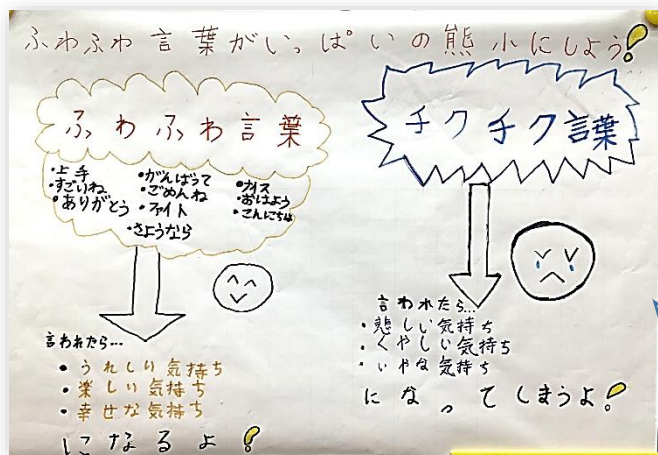 ふわふわ言葉がいっぱいの熊小にしよう!
ふわふわ言葉
・上手
・すごいね
・ありがとう
・がんばって
・ごめんね
・ファイト
・さようなら
・ナイス
・おはよう
・こんにちは
言われたら…
・うれしい気持ち
・楽しい気持ち
・幸せな気持ち
になるよ!
チクチク言葉
言われたら…
・悲しい気持ち
・くやしい気持ち
・いやな気持ち
になってしまうよ!